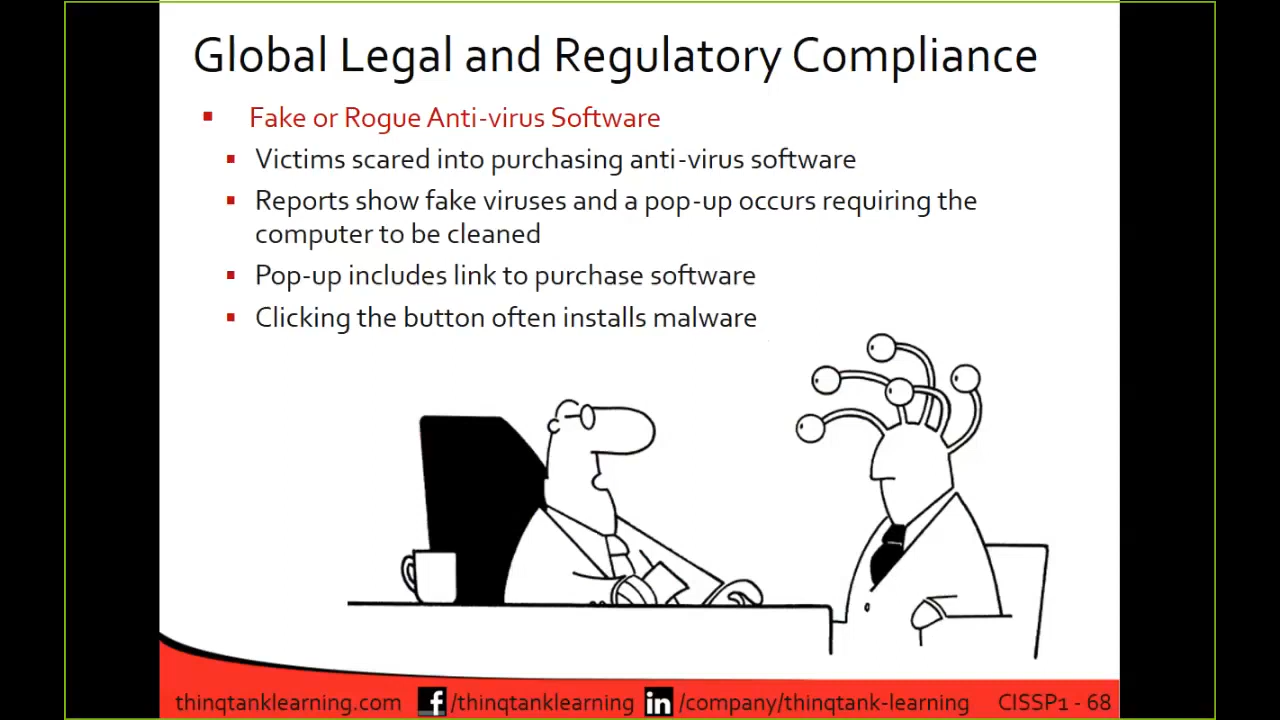 Global Legal and Regulatory Compliance
Fake or Rogue Anti-virus Software
Victims scared into purchasing anti-virus software
Reports show fake viruses and a pop-up occurs requiring the
computer to be cleaned
Pop-up includes link to purchase software
Clicking the button often installs malware
thinqtanklearning.com f /thinqtanklearning in /company/thinqtank-learning CISSP1 - 68